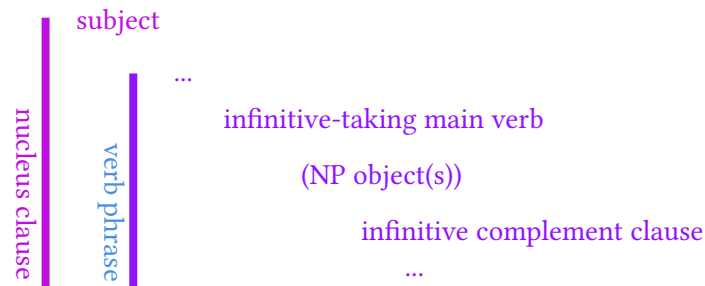 subject
...
infinitive-taking main verb
(NP object(s))
infinitive complement clause
...
nucleus clause
verb phrase